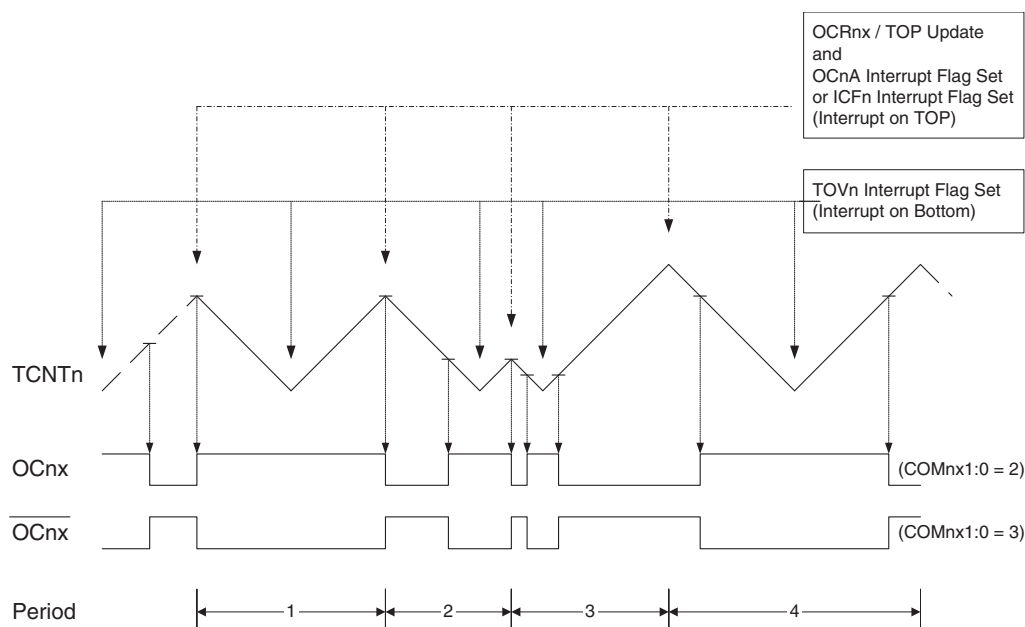 OCRnx / TOP Update
and
OCnA Interrupt Flag Set
or ICFn Interrupt Flag Set
(Interrupt on TOP)
TOVn Interrupt Flag Set
(Interrupt on Bottom)
TCNTn
OCnx
(COMnx1:0 = 2)
OCnx
(COMnx1:0 = 3)
Period
1
2
3
4